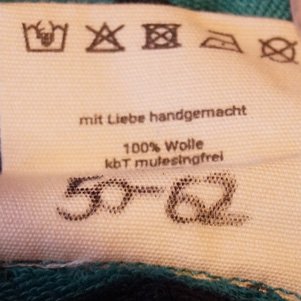 mit Liebe handgemacht
100% Wolle
kbT mulesingfrei
50-62